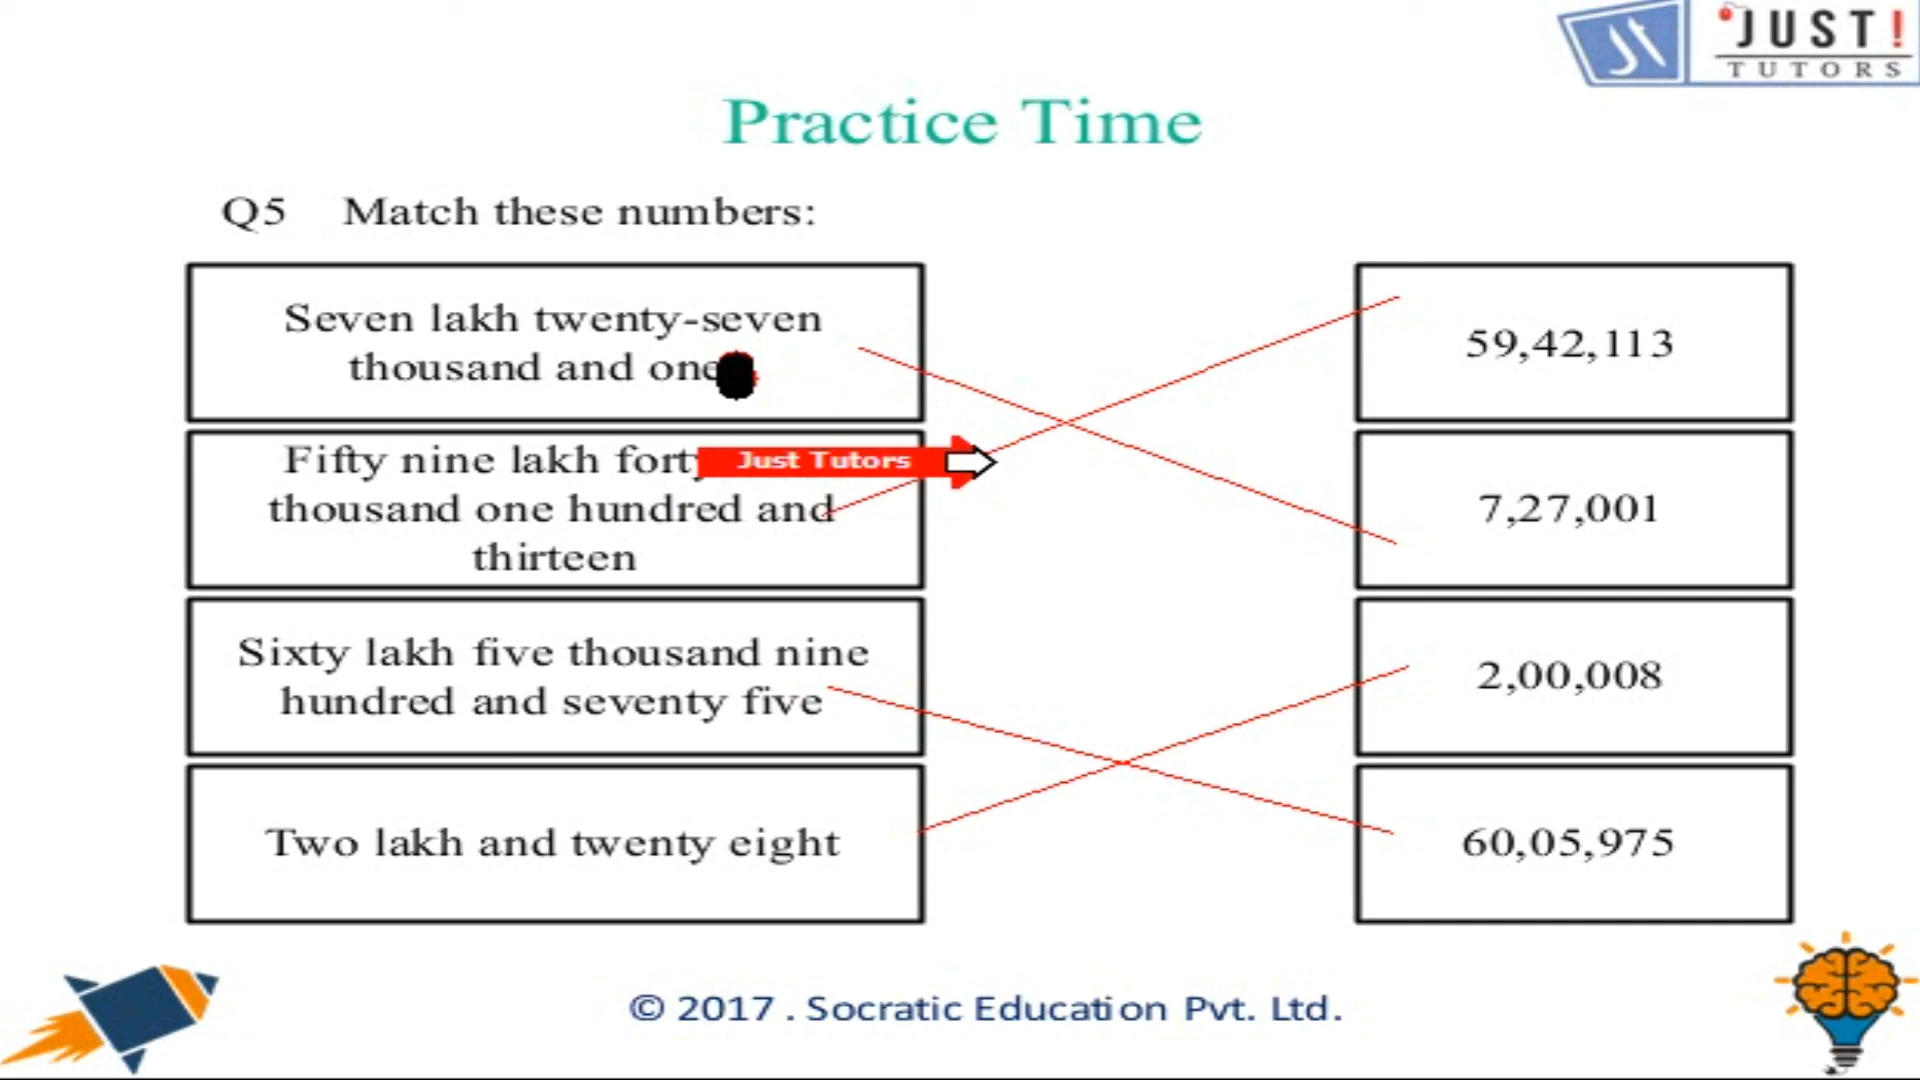 JUST!
TUTORS
Practice Time
Q5 Match these numbers:
Seven lakh twenty-seven
thousand and one
59,42,113
Fifty nine lakh
Just Tutors
thousand one hundred and
thirteen
7,27,001
Sixty lakh five thousand nine
hundred and seventy five
2,00,008
Two lakh and twenty eight
60,05,975
© 2017 . Socratic Education Pvt. Ltd.